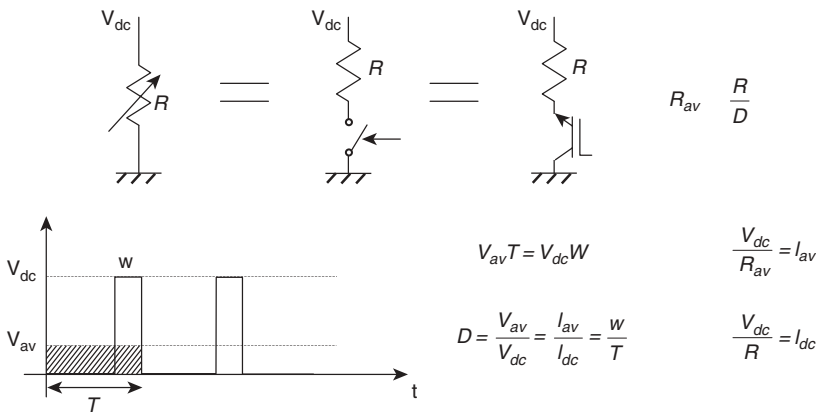 V_dc V_dc V_dc
R R R
R_av R/D
V_dc
V_av
w
T
t
V_av T = V_dc W
D = V_av/V_dc = I_av/I_dc = w/T
V_dc/R_av = I_av
V_dc/R = I_dc